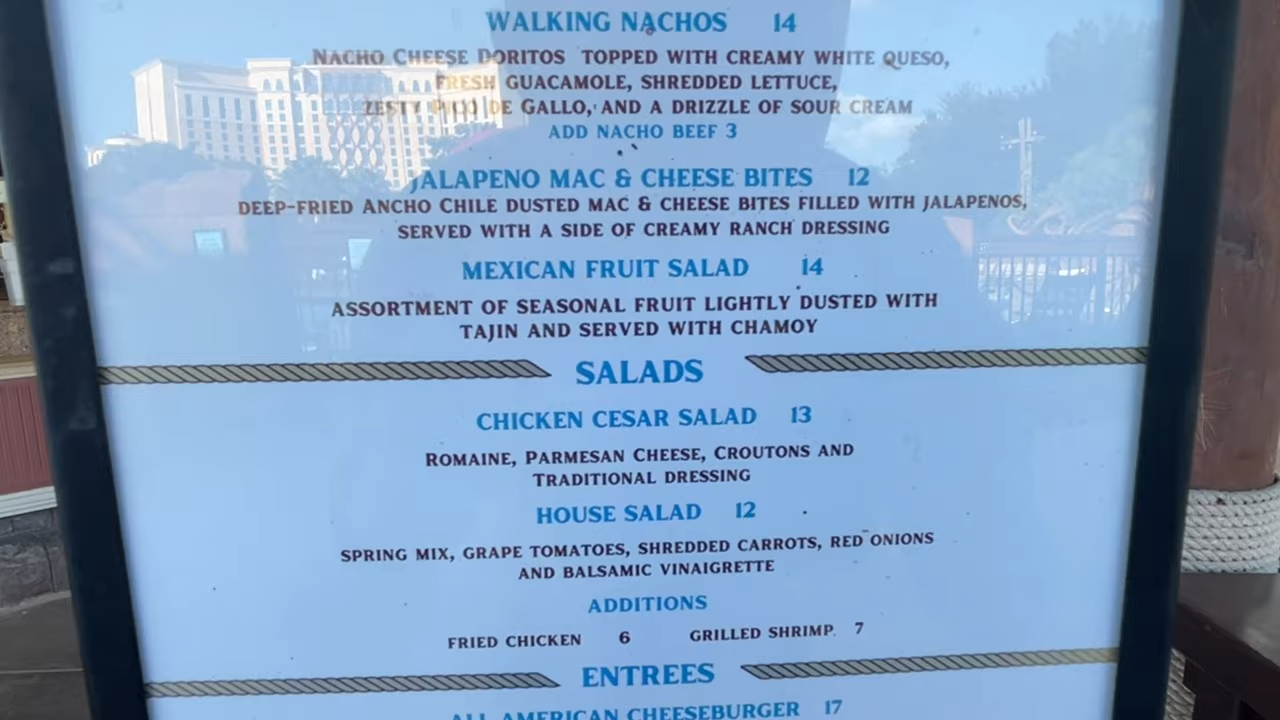 WALKING NACHOS 14
NACHO CHEESE DORITOS TOPPED WITH CREAMY WHITE QUESO,
FRESH GUACAMOLE, SHREDDED LETTUCE,
ZESTY PICO DE GALLO, AND A DRIZZLE OF SOUR CREAM
ADD NACHO BEEF 3
JALAPENO MAC & CHEESE BITES 12
DEEP-FRIED ANCHO CHILE DUSTED MAC & CHEESE BITES FILLED WITH JALAPENOS,
SERVED WITH A SIDE OF CREAMY RANCH DRESSING
MEXICAN FRUIT SALAD 14
ASSORTMENT OF SEASONAL FRUIT LIGHTLY DUSTED WITH
TAJIN AND SERVED WITH CHAMOY
SALADS
CHICKEN CESAR SALAD 13
ROMAINE, PARMESAN CHEESE, CROUTONS AND
TRADITIONAL DRESSING
HOUSE SALAD 12
SPRING MIX, GRAPE TOMATOES, SHREDDED CARROTS, RED ONIONS
AND BALSAMIC VINAIGRETTE
ADDITIONS
FRIED CHICKEN 6 GRILLED SHRIMP 7
ENTREES
ALL AMERICAN CHEESEBURGER 17